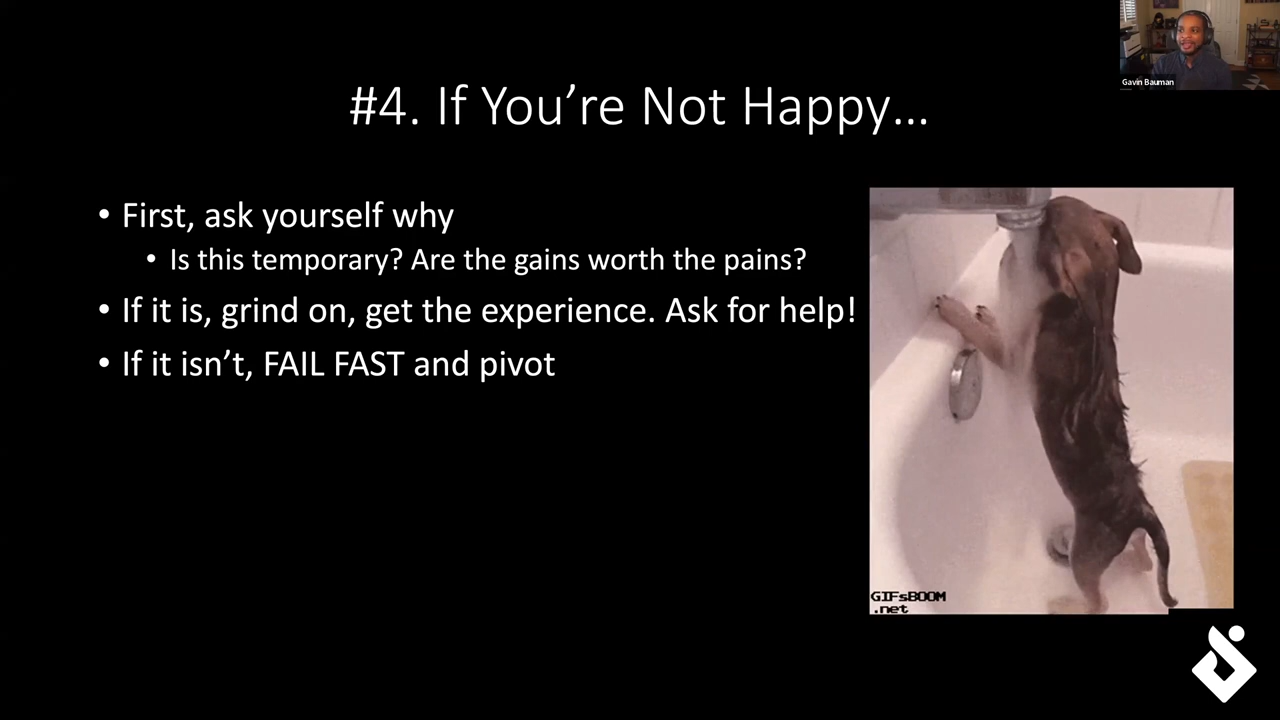 Gavin Bauman
#4. If You're Not Happy...
• First, ask yourself why
• Is this temporary? Are the gains worth the pains?
• If it is, grind on, get the experience. Ask for help!
• If it isn't, FAIL FAST and pivot
GIFsBOOM
.net